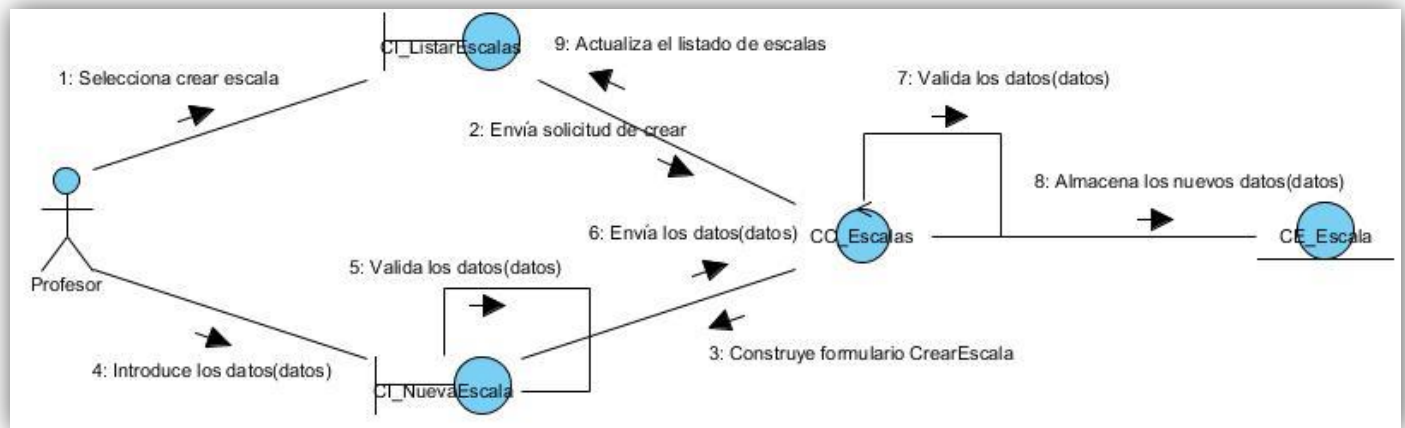 CI_ListarEscalas
9: Actualiza el listado de escalas
1: Selecciona crear escala
7: Valida los datos(datos)
2: Envía solicitud de crear
8: Almacena los nuevos datos(datos)
6: Envía los datos(datos)
CC_Escalas
CE_Escala
5: Valida los datos(datos)
Profesor
3: Construye formulario CrearEscala
4: Introduce los datos(datos)
CI_NuevaEscala